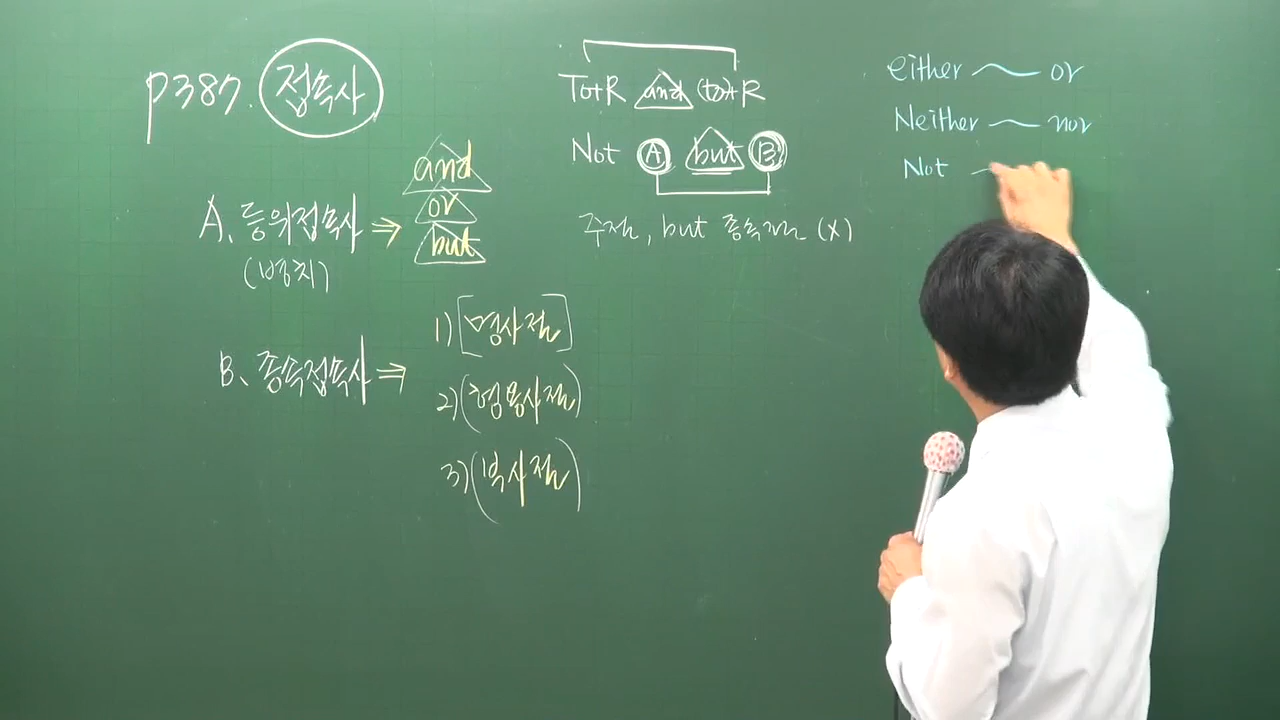 p387. 접속사
A. 등위접속사 ⇒ and
or
but
(병치)
B. 종속접속사 ⇒ 1) [명사절]
2) (형용사절)
3) (부사절)
To+R and (to)+R
Not A but B
주절, but 종속절 (X)
either ~ or
Neither ~ nor
Not ~